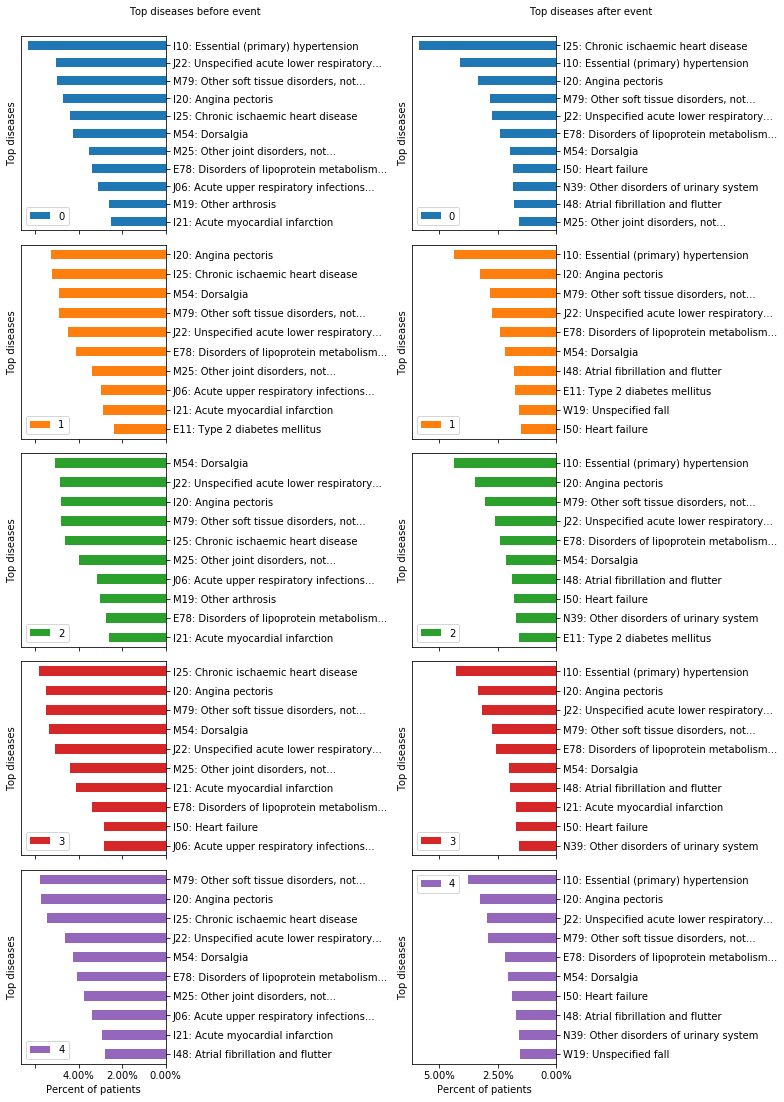 Top diseases before event
Top diseases
I10: Essential (primary) hypertension
J22: Unspecified acute lower respiratory...
M79: Other soft tissue disorders, not...
I20: Angina pectoris
I25: Chronic ischaemic heart disease
M54: Dorsalgia
M25: Other joint disorders, not...
E78: Disorders of lipoprotein metabolism...
J06: Acute upper respiratory infections...
M19: Other arthrosis
I21: Acute myocardial infarction
0
Top diseases
I20: Angina pectoris
I25: Chronic ischaemic heart disease
M54: Dorsalgia
M79: Other soft tissue disorders, not...
J22: Unspecified acute lower respiratory...
E78: Disorders of lipoprotein metabolism...
M25: Other joint disorders, not...
J06: Acute upper respiratory infections...
I21: Acute myocardial infarction
E11: Type 2 diabetes mellitus
1
Top diseases
M54: Dorsalgia
J22: Unspecified acute lower respiratory...
I20: Angina pectoris
M79: Other soft tissue disorders, not...
I25: Chronic ischaemic heart disease
M25: Other joint disorders, not...
J06: Acute upper respiratory infections...
M19: Other arthrosis
E78: Disorders of lipoprotein metabolism...
I21: Acute myocardial infarction
2
Top diseases
I25: Chronic ischaemic heart disease
I20: Angina pectoris
M79: Other soft tissue disorders, not...
M54: Dorsalgia
J22: Unspecified acute lower respiratory...
M25: Other joint disorders, not...
I21: Acute myocardial infarction
E78: Disorders of lipoprotein metabolism...
I50: Heart failure
J06: Acute upper respiratory infections...
3
Top diseases
M79: Other soft tissue disorders, not...
I20: Angina pectoris
I25: Chronic ischaemic heart disease
J22: Unspecified acute lower respiratory...
M54: Dorsalgia
E78: Disorders of lipoprotein metabolism...
M25: Other joint disorders, not...
J06: Acute upper respiratory infections...
I21: Acute myocardial infarction
I48: Atrial fibrillation and flutter
4
4.00% 2.00% 0.00%
Percent of patients
Top diseases after event
Top diseases
I25: Chronic ischaemic heart disease
I10: Essential (primary) hypertension
I20: Angina pectoris
M79: Other soft tissue disorders, not...
J22: Unspecified acute lower respiratory...
E78: Disorders of lipoprotein metabolism...
M54: Dorsalgia
I50: Heart failure
N39: Other disorders of urinary system
I48: Atrial fibrillation and flutter
M25: Other joint disorders, not...
0
Top diseases
I10: Essential (primary) hypertension
I20: Angina pectoris
M79: Other soft tissue disorders, not...
J22: Unspecified acute lower respiratory...
E78: Disorders of lipoprotein metabolism...
M54: Dorsalgia
I48: Atrial fibrillation and flutter
E11: Type 2 diabetes mellitus
W19: Unspecified fall
I50: Heart failure
1
Top diseases
I10: Essential (primary) hypertension
I20: Angina pectoris
M79: Other soft tissue disorders, not...
J22: Unspecified acute lower respiratory...
E78: Disorders of lipoprotein metabolism...
M54: Dorsalgia
I48: Atrial fibrillation and flutter
I50: Heart failure
N39: Other disorders of urinary system
E11: Type 2 diabetes mellitus
2
Top diseases
I10: Essential (primary) hypertension
I20: Angina pectoris
J22: Unspecified acute lower respiratory...
M79: Other soft tissue disorders, not...
E78: Disorders of lipoprotein metabolism...
M54: Dorsalgia
I48: Atrial fibrillation and flutter
I21: Acute myocardial infarction
I50: Heart failure
N39: Other disorders of urinary system
3
Top diseases
4
I10: Essential (primary) hypertension
I20: Angina pectoris
J22: Unspecified acute lower respiratory...
M79: Other soft tissue disorders, not...
E78: Disorders of lipoprotein metabolism...
M54: Dorsalgia
I50: Heart failure
I48: Atrial fibrillation and flutter
N39: Other disorders of urinary system
W19: Unspecified fall
5.00% 2.50% 0.00%
Percent of patients